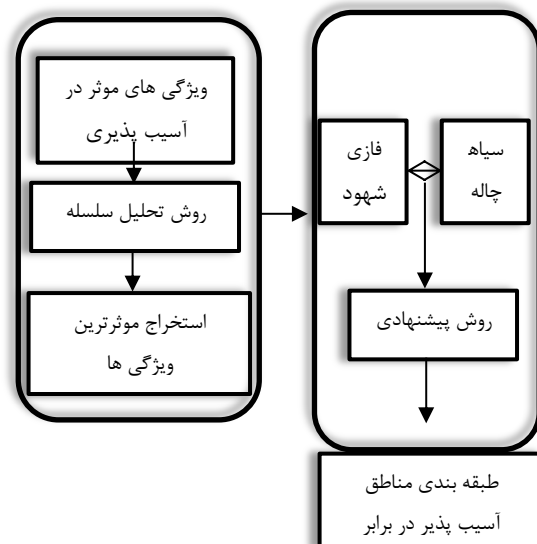 ویژگی های موثر در
آسیب پذیری
روش تحلیل سلسله
استخراج موثرترین
ویژگی ها
سیاه
چاله
فازی
شهود
روش پیشنهادی
طبقه بندی مناطق
آسیب پذیر در برابر